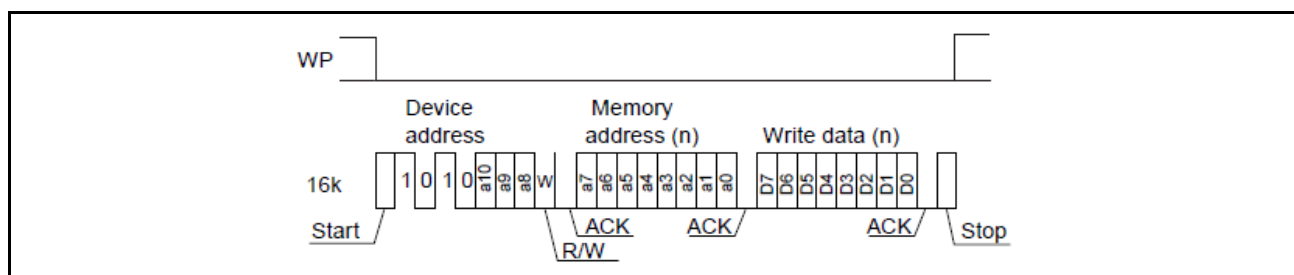 WP
Device Memory
address address (n) Write data (n)
16k 1 0 1 0 a10 a9 a8 W a7 a6 a5 a4 a3 a2 a1 a0 D7 D6 D5 D4 D3 D2 D1 D0
Start ACK ACK ACK Stop
R/W